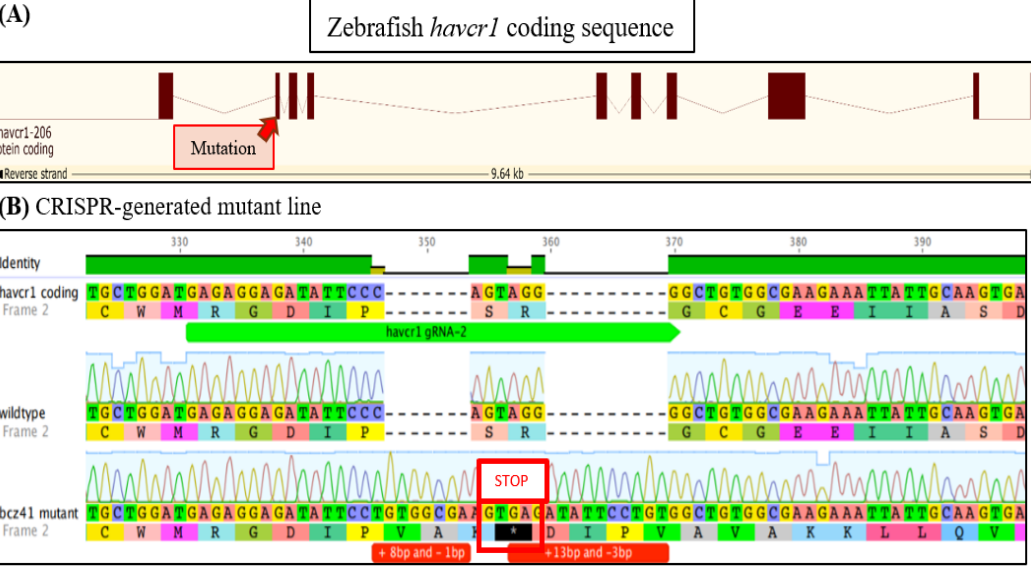 (A)
Zebrafish havcr1 coding sequence
havcr1-206
protein coding
Mutation
Reverse strand
9.64 kb
(B) CRISPR-generated mutant line
330 340 350 360 370 380 390
Identity
havcr1 coding TGCTGGATGAGAGGAGATATTCCC-------AGTAGG----------GGCTGTGGCGAAGAAATTATTGCAAGTGA
Frame 2 C W M R G D I P S R G C G E E I I A S D
havcr1 gRNA-2
wildtype TGCTGGATGAGAGGAGATATTCCC-------AGTAGG----------GGCTGTGGCGAAGAAATTATTGCAAGTGA
Frame 2 C W M R G D I P S R G C G E E I I A S D
STOP
bcz41 mutant TGCTGGATGAGAGGAGATATTCCTGTGGCGAAGTGAGATATTCCTGTGGCTGTGGCGAAGAAATTATTGCAAGTGA
Frame 2 C W M R G D I P V A K * D I P V A V A K K L L Q V
+ 8bp and - 1bp +13bp and -3bp